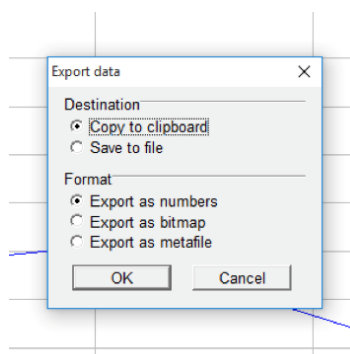 Export data
Destination
Copy to clipboard
Save to file
Format
Export as numbers
Export as bitmap
Export as metafile
OK
Cancel